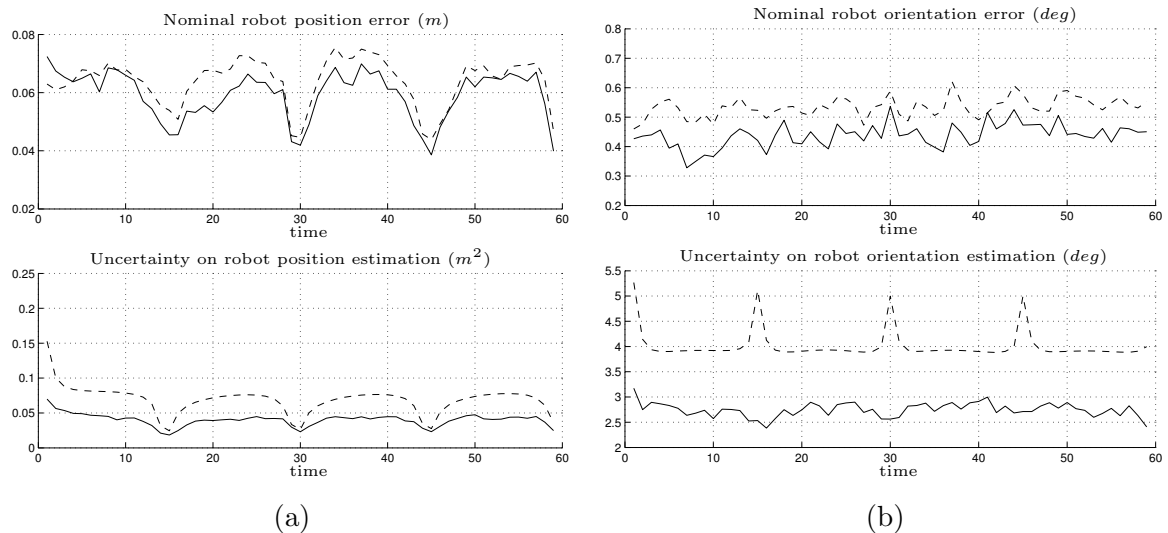 Nominal robot position error (m)
0.08
0.06
0.04
0.02
0 10 20 30 40 50 60
time
Uncertainty on robot position estimation (m²)
0.25
0.2
0.15
0.1
0.05
0
0 10 20 30 40 50 60
time
(a)
Nominal robot orientation error (deg)
0.8
0.7
0.6
0.5
0.4
0.3
0.2
0 10 20 30 40 50 60
time
Uncertainty on robot orientation estimation (deg)
5.5
5
4.5
4
3.5
3
2.5
2
0 10 20 30 40 50 60
time
(b)